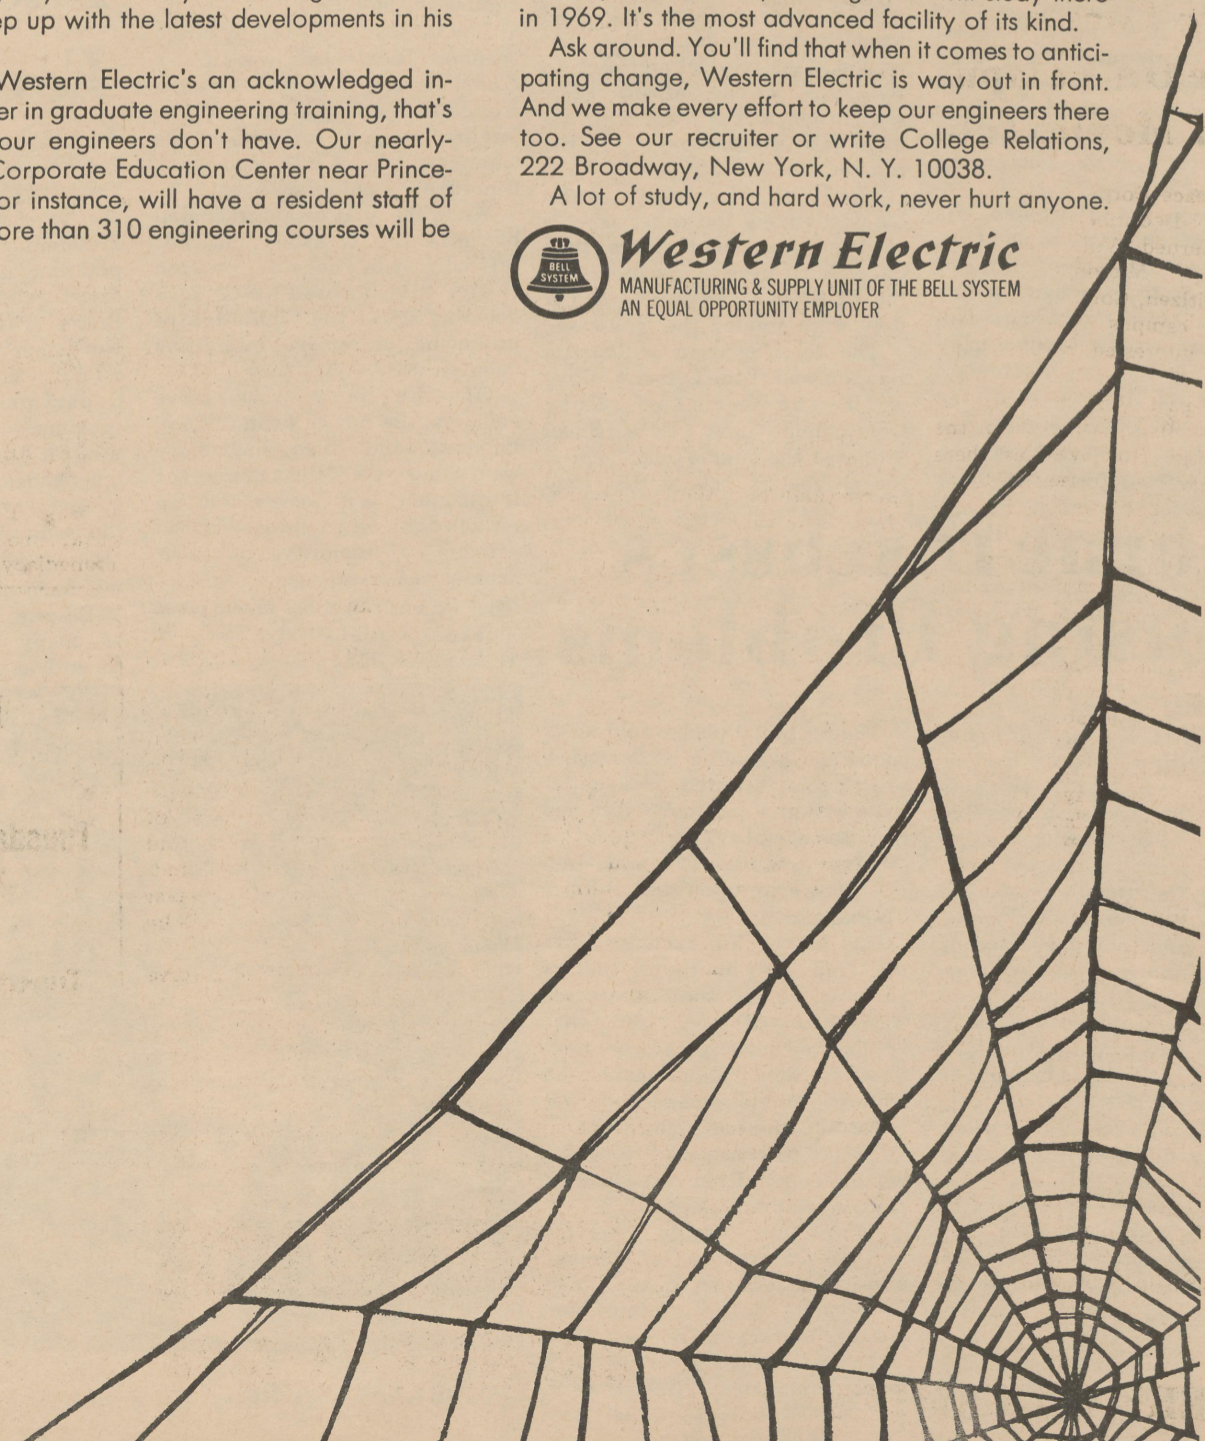 ep up with the latest developments in his
Western Electric's an acknowledged in-
er in graduate engineering training, that's
our engineers don't have. Our nearly-
Corporate Education Center near Prince-
or instance, will have a resident staff of
ore than 310 engineering courses will be
in 1969. It's the most advanced facility of its kind.
Ask around. You'll find that when it comes to antici-
pating change, Western Electric is way out in front.
And we make every effort to keep our engineers there
too. See our recruiter or write College Relations,
222 Broadway, New York, N. Y. 10038.
A lot of study, and hard work, never hurt anyone.
BELL
SYSTEM
Western Electric
MANUFACTURING & SUPPLY UNIT OF THE BELL SYSTEM
AN EQUAL OPPORTUNITY EMPLOYER